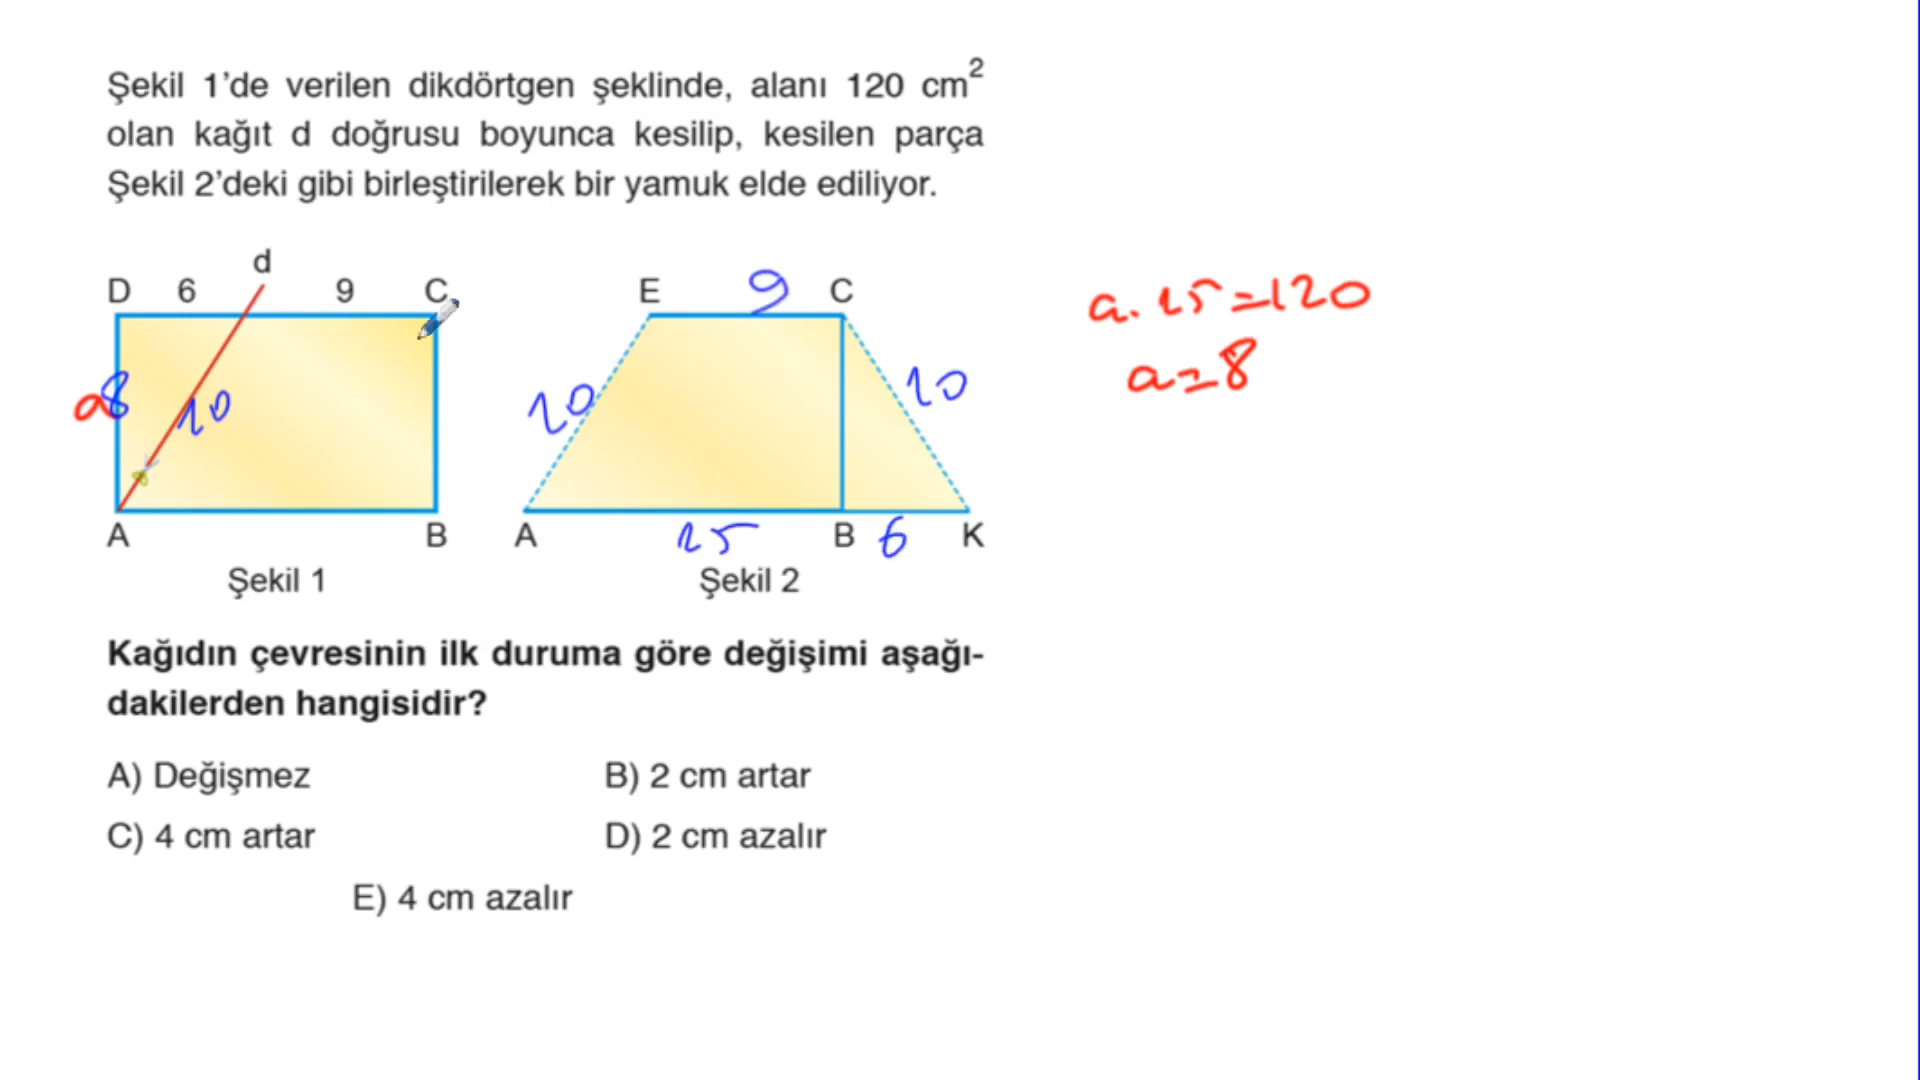 Şekil 1’de verilen dikdörtgen şeklinde, alanı 120 cm²
olan kağıt d doğrusu boyunca kesilip, kesilen parça
Şekil 2’deki gibi birleştirilerek bir yamuk elde ediliyor.
d
D 6 9 C
E 9 C
a.15=120
a=8
a8 10
10 10
A B
A 15 B 6 K
Şekil 1
Şekil 2
Kağıdın çevresinin ilk duruma göre değişimi aşağı-
dakilerden hangisidir?
A) Değişmez B) 2 cm artar
C) 4 cm artar D) 2 cm azalır
E) 4 cm azalır